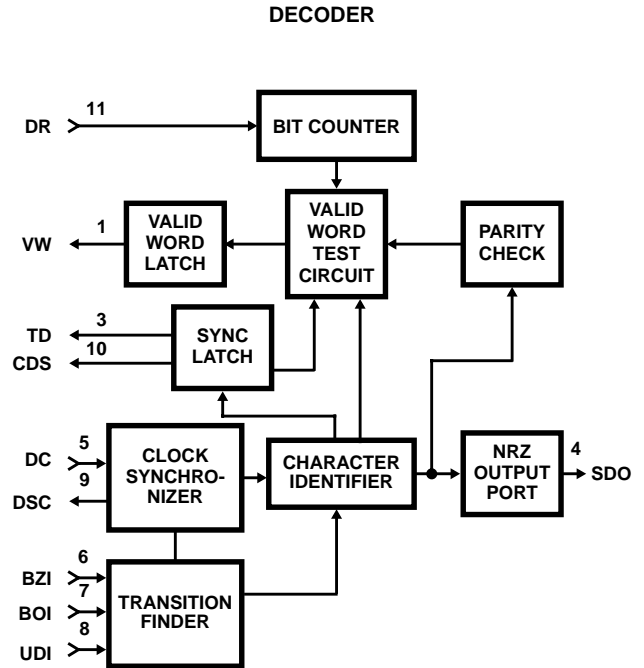 DECODER
11
DR
BIT COUNTER
VALID
WORD
TEST
CIRCUIT
VALID
WORD
LATCH
PARITY
CHECK
1
VW
3
TD
10
CDS
SYNC
LATCH
5
DC
9
DSC
CLOCK
SYNCHRO-
NIZER
CHARACTER
IDENTIFIER
NRZ
OUTPUT
PORT
4
SDO
6
BZI
7
BOI
8
UDI
TRANSITION
FINDER